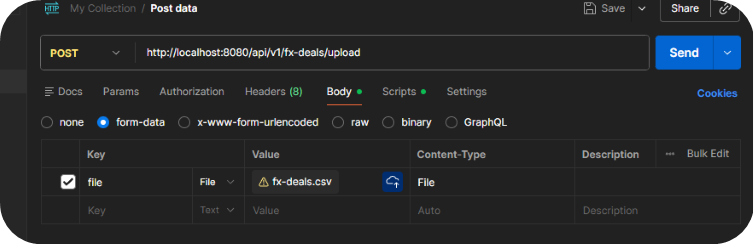 HTTP My Collection / Post data Save Share
POST http://localhost:8080/api/v1/fx-deals/upload Send
Docs Params Authorization Headers (8) Body Scripts Settings Cookies
none form-data x-www-form-urlencoded raw binary GraphQL
Key Value Content-Type Description ··· Bulk Edit
file File fx-deals.csv File
Key Text Value Auto Description